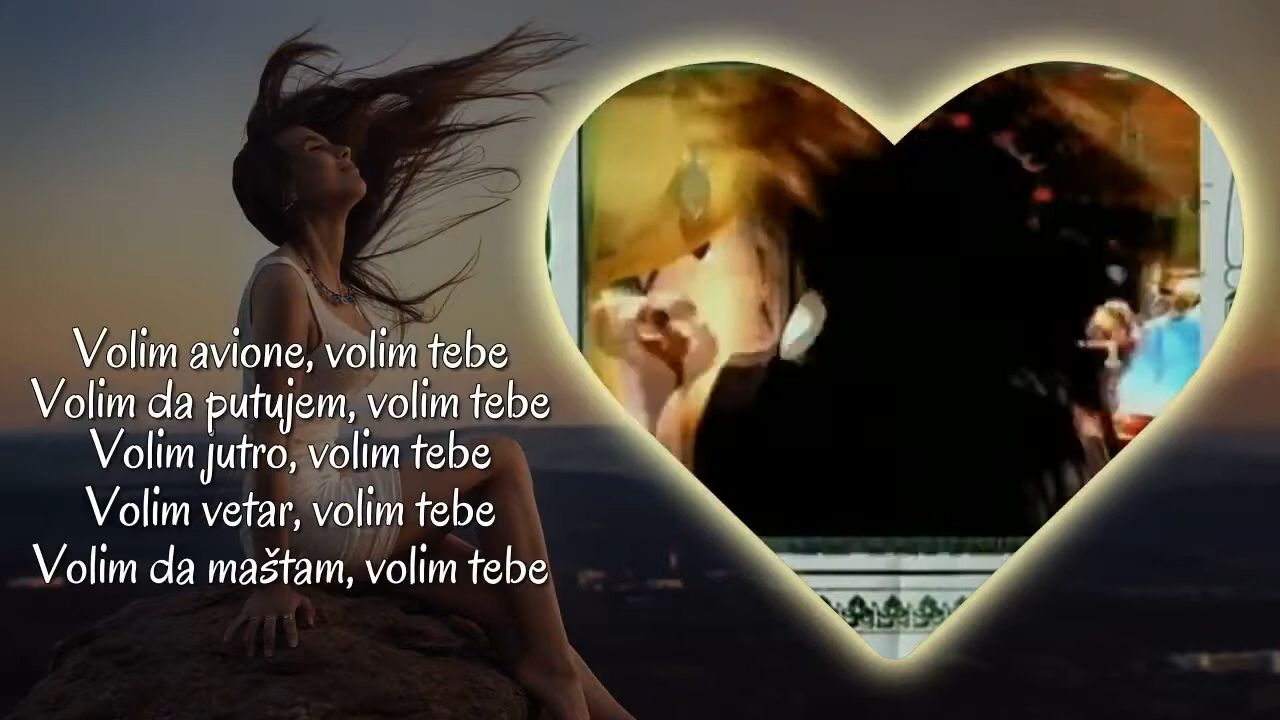 Volim avione, volim tebe
Volim da putujem, volim tebe
Volim jutro, volim tebe
Volim vetar, volim tebe
Volim da maštam, volim tebe